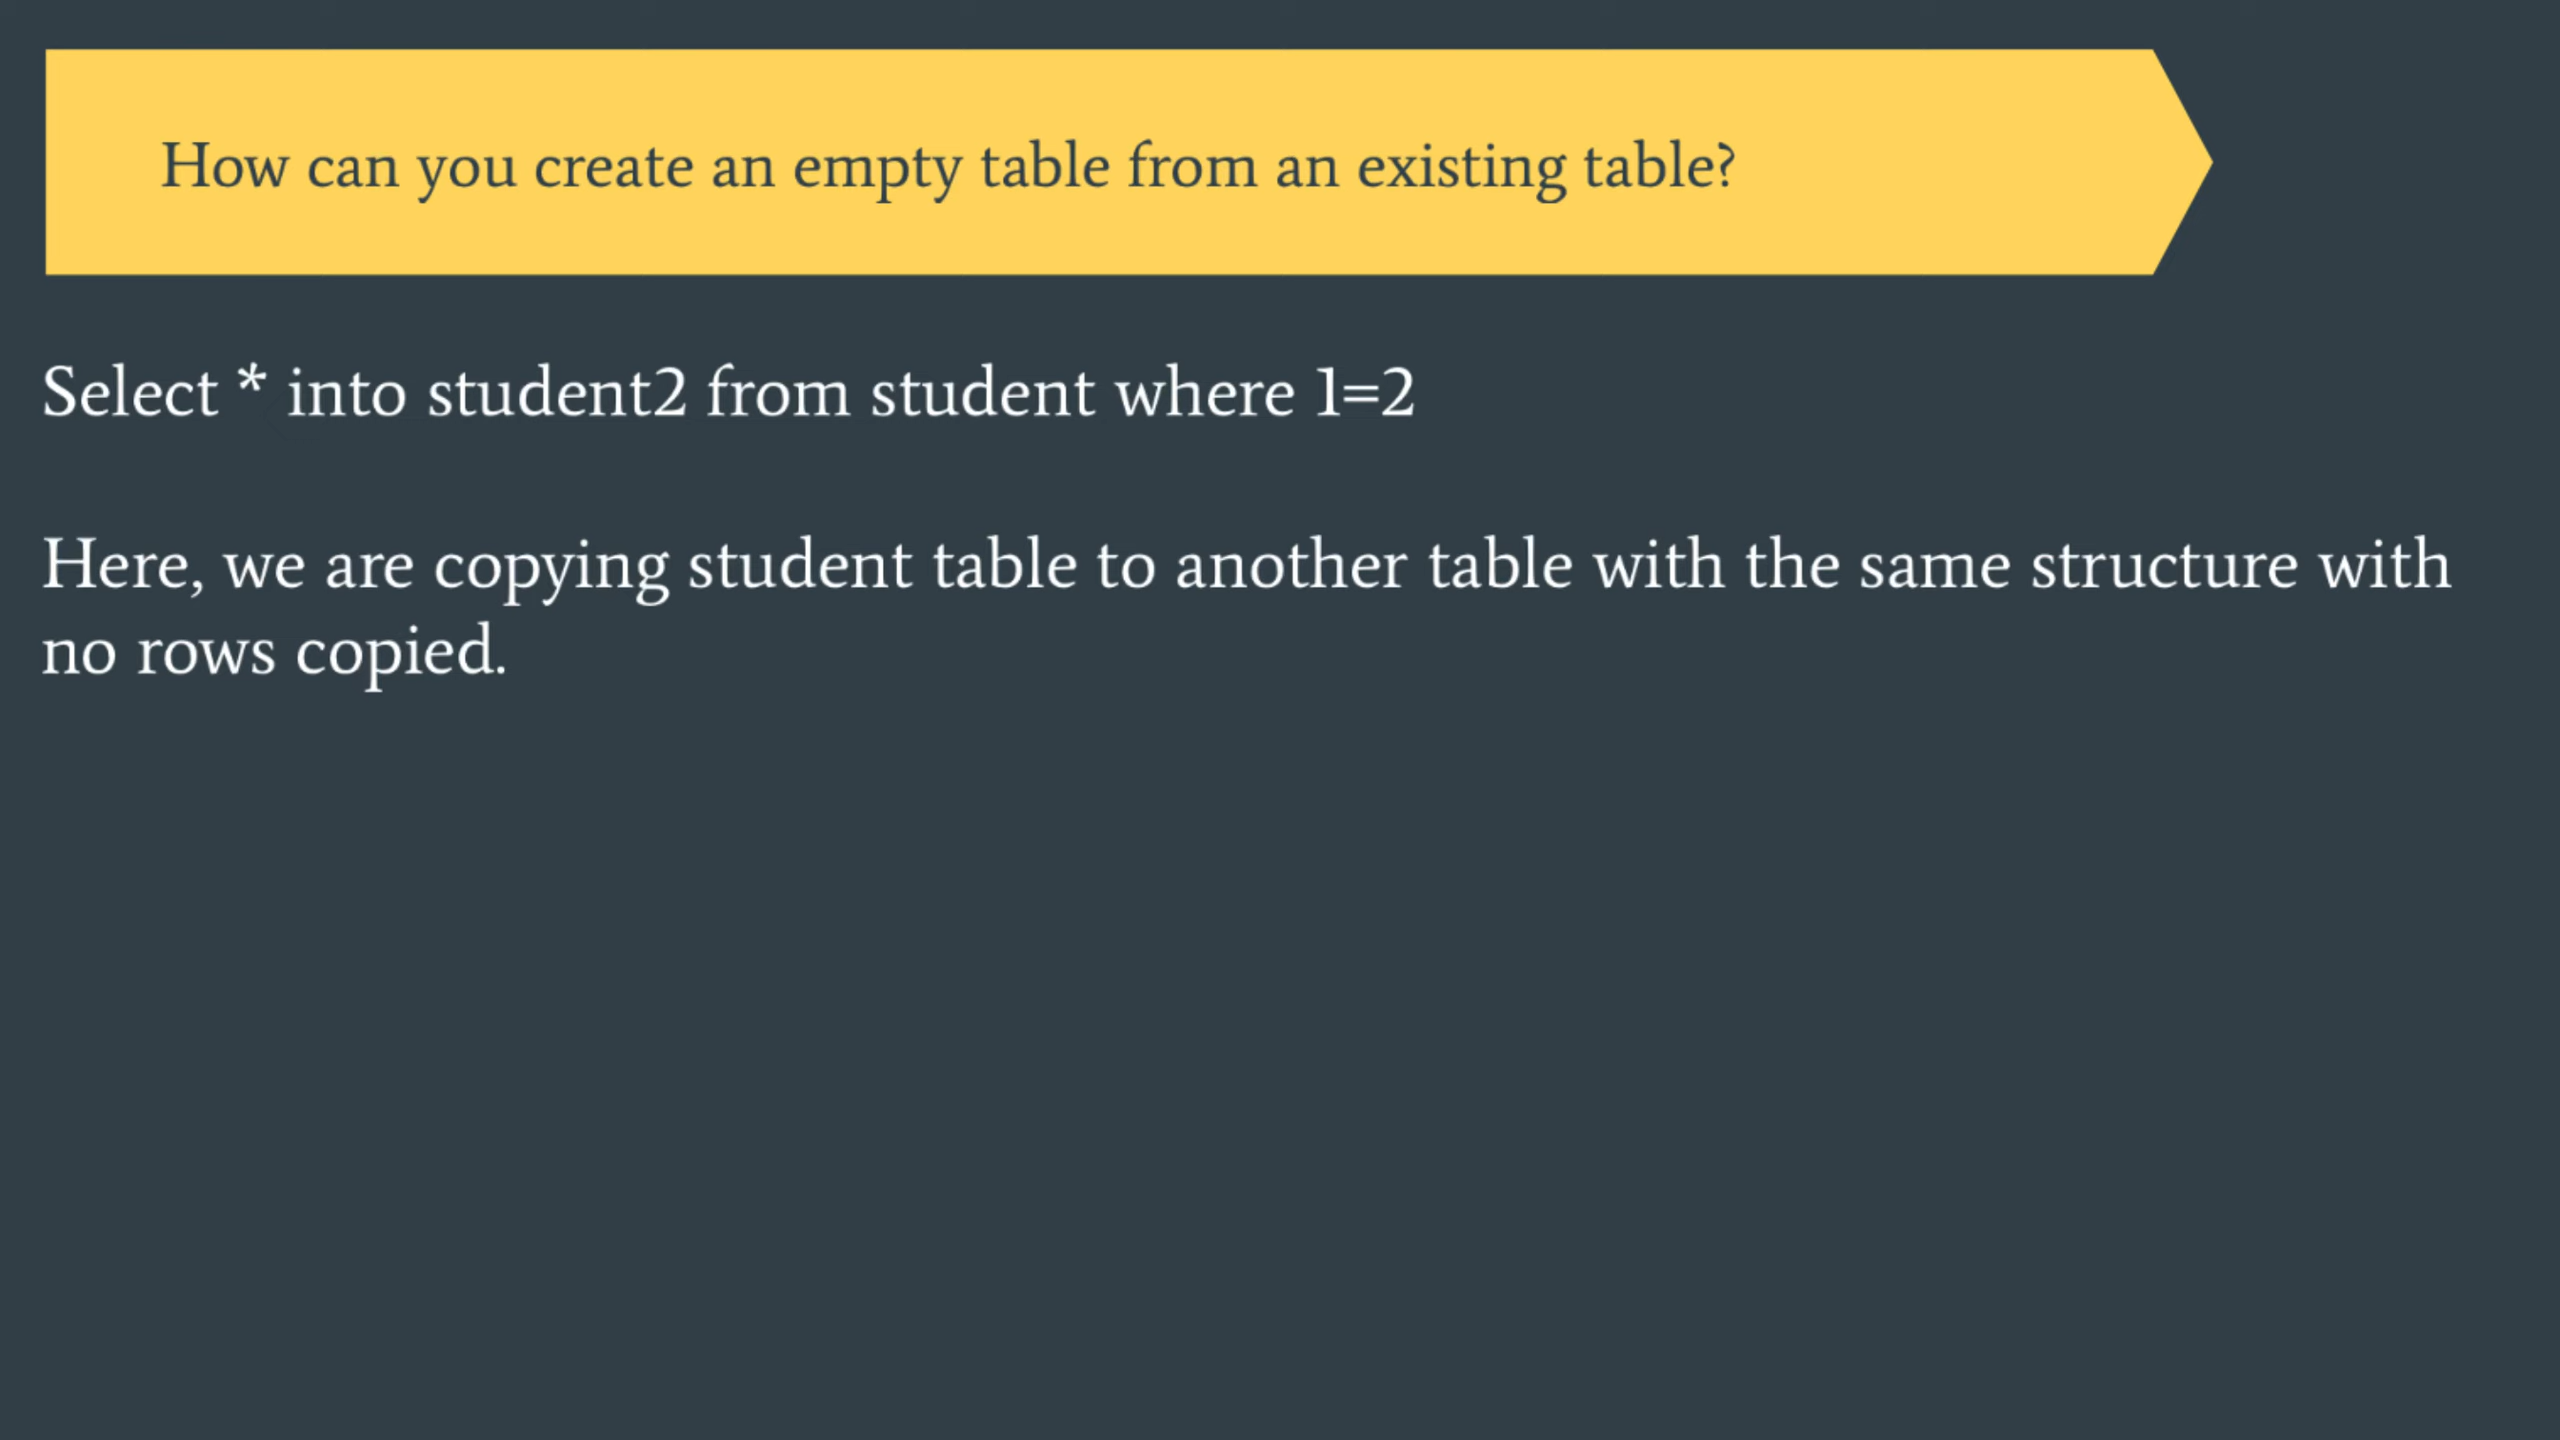 How can you create an empty table from an existing table?
Select * into student2 from student where 1=2
Here, we are copying student table to another table with the same structure with
no rows copied.